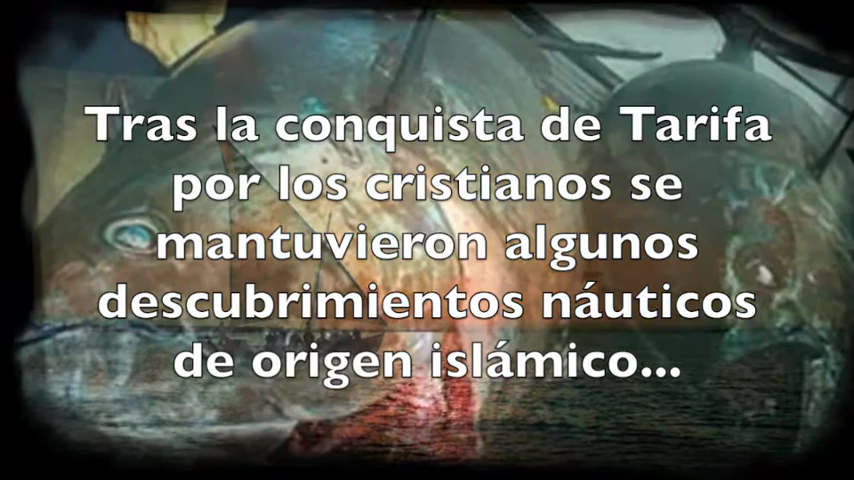 Tras la conquista de Tarifa
por los cristianos se
mantuvieron algunos
descubrimientos náuticos
de origen islámico...